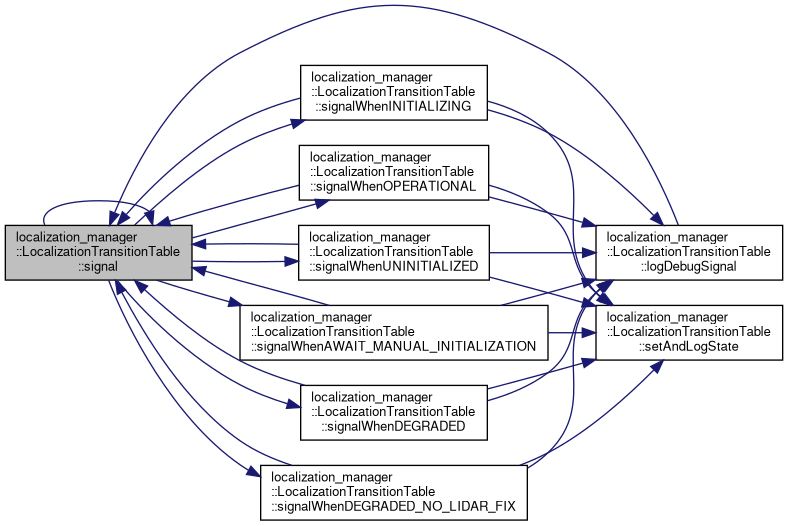 localization_manager
::LocalizationTransitionTable
::signal
localization_manager
::LocalizationTransitionTable
::signalWhenINITIALIZING
localization_manager
::LocalizationTransitionTable
::signalWhenOPERATIONAL
localization_manager
::LocalizationTransitionTable
::signalWhenUNINITIALIZED
localization_manager
::LocalizationTransitionTable
::signalWhenAWAIT_MANUAL_INITIALIZATION
localization_manager
::LocalizationTransitionTable
::signalWhenDEGRADED
localization_manager
::LocalizationTransitionTable
::signalWhenDEGRADED_NO_LIDAR_FIX
localization_manager
::LocalizationTransitionTable
::logDebugSignal
localization_manager
::LocalizationTransitionTable
::setAndLogState